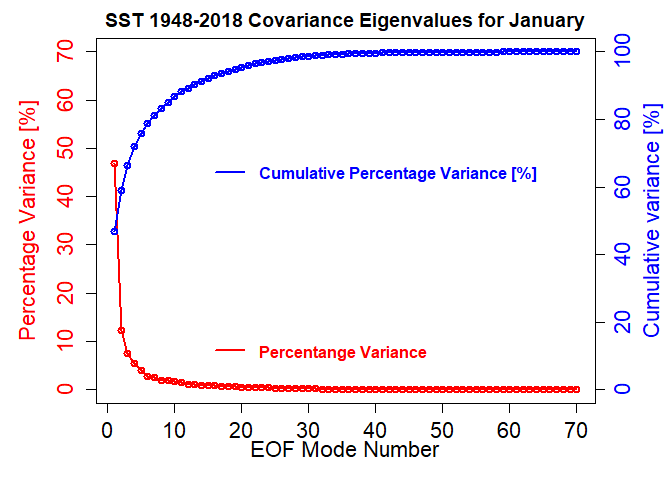 SST 1948-2018 Covariance Eigenvalues for January
Percentage Variance [%]
70
60
50
40
30
20
10
0
Cumulative Percentage Variance [%]
Percentange Variance
100
80
60
40
20
0
Cumulative variance [%]
0 10 20 30 40 50 60 70
EOF Mode Number